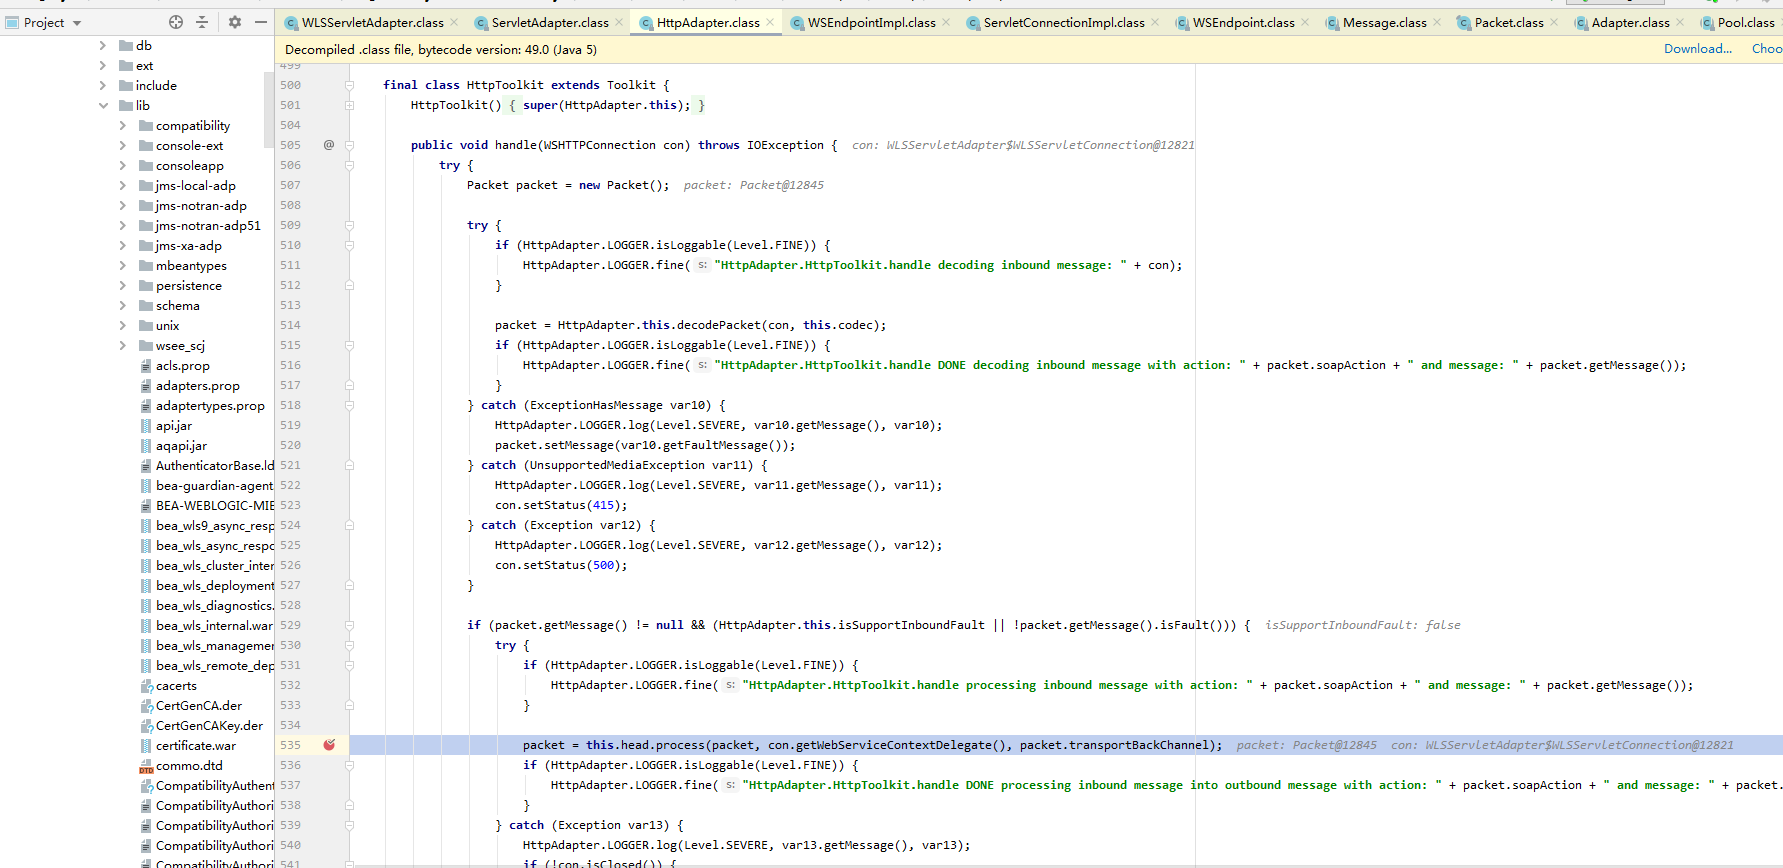 Project
WLSServletAdapter.class ServletAdapter.class HttpAdapter.class WSEndpointImpl.class ServletConnectionImpl.class WSEndpoint.class Message.class Packet.class Adapter.class Pool.class
Decompiled .class file, bytecode version: 49.0 (Java 5) Download... Choo
db
ext
include
lib
compatibility
console-ext
consoleapp
jms-local-adp
jms-notran-adp
jms-notran-adp51
jms-xa-adp
mbeantypes
persistence
schema
unix
wsee_scj
acls.prop
adapters.prop
adaptertypes.prop
api.jar
aqapi.jar
AuthenticatorBase.ld
bea-guardian-agent
BEA-WEBLOGIC-MIB
bea_wls9_async_resp
bea_wls_async_respo
bea_wls_cluster_inter
bea_wls_deployment
bea_wls_diagnostics.
bea_wls_internal.war
bea_wls_managemer
bea_wls_remote_dep
cacerts
CertGenCA.der
CertGenCAKey.der
certificate.war
commo.dtd
CompatibilityAuthent
CompatibilityAuthori
CompatibilityAuthori
CompatibilityAuthori
CompatibilityAuthori
499
500 final class HttpToolkit extends Toolkit {
501 HttpToolkit() { super(HttpAdapter.this); }
504
505 @ public void handle(WSHTTPConnection con) throws IOException { con: WLSServletAdapter$WLSServletConnection@12821
506 try {
507 Packet packet = new Packet(); packet: Packet@12845
508
509 try {
510 if (HttpAdapter.LOGGER.isLoggable(Level.FINE)) {
511 HttpAdapter.LOGGER.fine( s: "HttpAdapter.HttpToolkit.handle decoding inbound message: " + con);
512 }
513
514 packet = HttpAdapter.this.decodePacket(con, this.codec);
515 if (HttpAdapter.LOGGER.isLoggable(Level.FINE)) {
516 HttpAdapter.LOGGER.fine( s: "HttpAdapter.HttpToolkit.handle DONE decoding inbound message with action: " + packet.soapAction + " and message: " + packet.getMessage());
517 }
518 } catch (ExceptionHasMessage var10) {
519 HttpAdapter.LOGGER.log(Level.SEVERE, var10.getMessage(), var10);
520 packet.setMessage(var10.getFaultMessage());
521 } catch (UnsupportedMediaException var11) {
522 HttpAdapter.LOGGER.log(Level.SEVERE, var11.getMessage(), var11);
523 con.setStatus(415);
524 } catch (Exception var12) {
525 HttpAdapter.LOGGER.log(Level.SEVERE, var12.getMessage(), var12);
526 con.setStatus(500);
527 }
528
529 if (packet.getMessage() != null && (HttpAdapter.this.isSupportInboundFault || !packet.getMessage().isFault())) { isSupportInboundFault: false
530 try {
531 if (HttpAdapter.LOGGER.isLoggable(Level.FINE)) {
532 HttpAdapter.LOGGER.fine( s: "HttpAdapter.HttpToolkit.handle processing inbound message with action: " + packet.soapAction + " and message: " + packet.getMessage());
533 }
534
535 packet = this.head.process(packet, con.getWebServiceContextDelegate(), packet.transportBackChannel); packet: Packet@12845 con: WLSServletAdapter$WLSServletConnection@12821
536 if (HttpAdapter.LOGGER.isLoggable(Level.FINE)) {
537 HttpAdapter.LOGGER.fine( s: "HttpAdapter.HttpToolkit.handle DONE processing inbound message into outbound message with action: " + packet.soapAction + " and message: " + packet.
538 }
539 } catch (Exception var13) {
540 HttpAdapter.LOGGER.log(Level.SEVERE, var13.getMessage(), var13);
541 if (!con.isClosed()) {